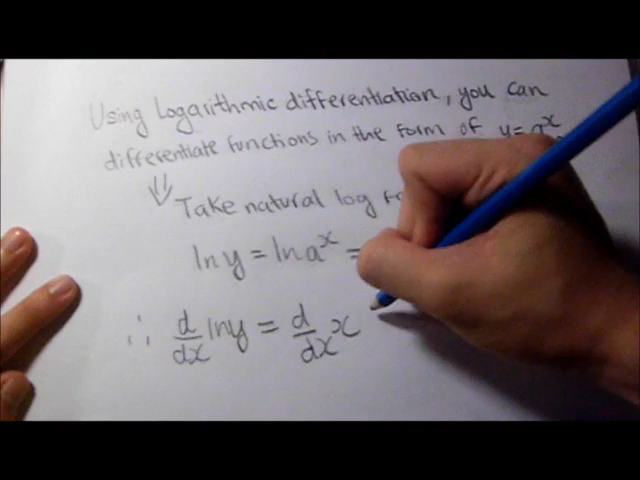 Using Logarithmic differentiation, you can
differentiate functions in the form of y = a^x
⇓ Take natural log
ln y = ln a^x =
∴ d/dx ln y = d/dx x